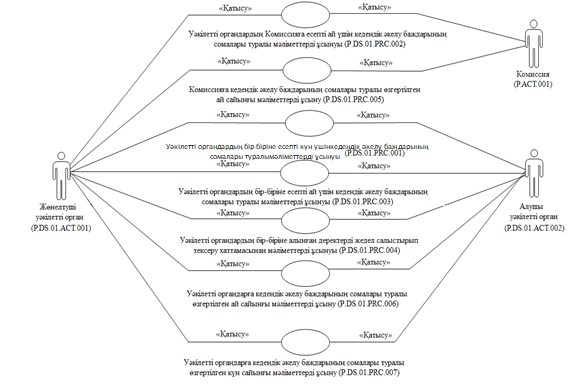 «Қатысу» «Қатысу»
Уәкілетті органдардың Комиссияға есепті ай үшін кедендік әкелу баждарының
сомалары туралы мәліметтерді ұсынуы (P.DS.01.PRC.002)
«Қатысу» «Қатысу»
Комиссия
(P.ACT.001)
Комиссияға кедендік әкелу баждарының сомалары туралы өзгертілген
ай сайынғы мәліметтерді ұсыну (P.DS.01.PRC.005)
«Қатысу» «Қатысу»
Уәкілетті органдардың бір біріне есепті күн үшінкедендік әкелу баждарының
сомалары туралымәліметтерді ұсынуы (P.DS.01.PRC.001)
«Қатысу» «Қатысу»
Уәкілетті органдардың бір-біріне есепті ай үшін кедендік әкелу баждарының
сомалары туралы мәліметтерді ұсынуы (P.DS.01.PRC.003)
Жөнелтуші
уәкілетті орган
(P.DS.01.ACT.001)
Алушы
уәкілетті орган
(P.DS.01.ACT.002)
«Қатысу» «Қатысу»
Уәкілетті органдардың бір-біріне алынған деректерді жедел салыстырып
тексеру хаттамасынан мәліметтерді ұсынуы (P.DS.01.PRC.004)
«Қатысу» «Қатысу»
Уәкілетті органдарға кедендік әкелу баждарының сомалары туралы
өзгертілген ай сайынғы мәліметтерді ұсыну (P.DS.01.PRC.006)
«Қатысу» «Қатысу»
Уәкілетті органдарға кедендік әкелу баждарының сомалары туралы
өзгертілген күн сайынғы мәліметтерді ұсыну (P.DS.01.PRC.007)